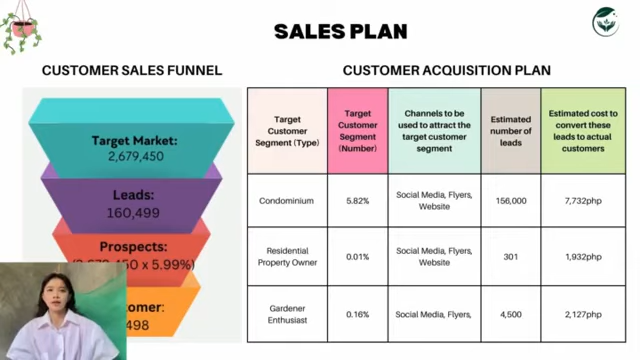 SALES PLAN
CUSTOMER SALES FUNNEL
Target Market:
2,679,450
Leads:
160,499
Prospects:
450 x 5.99%)
498
CUSTOMER ACQUISITION PLAN
Target
Customer
Segment (Type)
Target
Customer
Segment
(Number)
Channels to be
used to attract the
target customer
segment
Estimated
number of
leads
Estimated cost to
convert these
leads to actual
customers
Condominium
5.82%
Social Media, Flyers,
Website
156,000
7,732php
Residential
Property Owner
0.01%
Social Media, Flyers,
Website
301
1,932php
Gardener
Enthusiast
0.16%
Social Media, Flyers,
4,500
2,127php